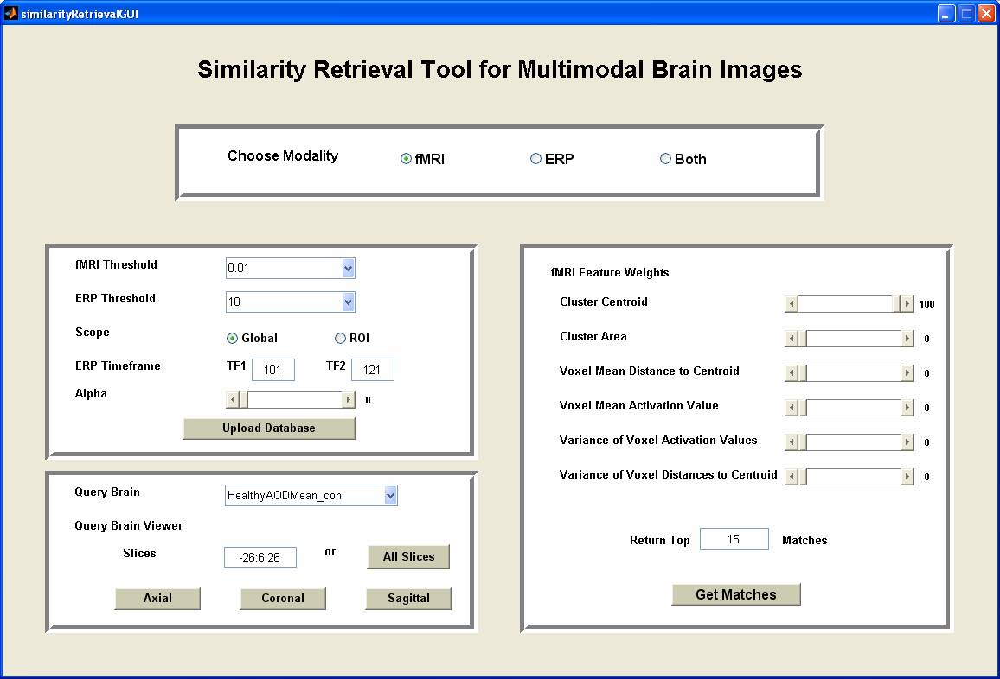 similarityRetrievalGUI
Similarity Retrieval Tool for Multimodal Brain Images
Choose Modality fMRI ERP Both
fMRI Threshold 0.01
ERP Threshold 10
Scope Global ROI
ERP Timeframe TF1 101 TF2 121
Alpha 0
Upload Database
Query Brain HealthyAODMean_con
Query Brain Viewer
Slices -26:6:26 or All Slices
Axial Coronal Sagittal
fMRI Feature Weights
Cluster Centroid 100
Cluster Area 0
Voxel Mean Distance to Centroid 0
Voxel Mean Activation Value 0
Variance of Voxel Activation Values 0
Variance of Voxel Distances to Centroid 0
Return Top 15 Matches
Get Matches